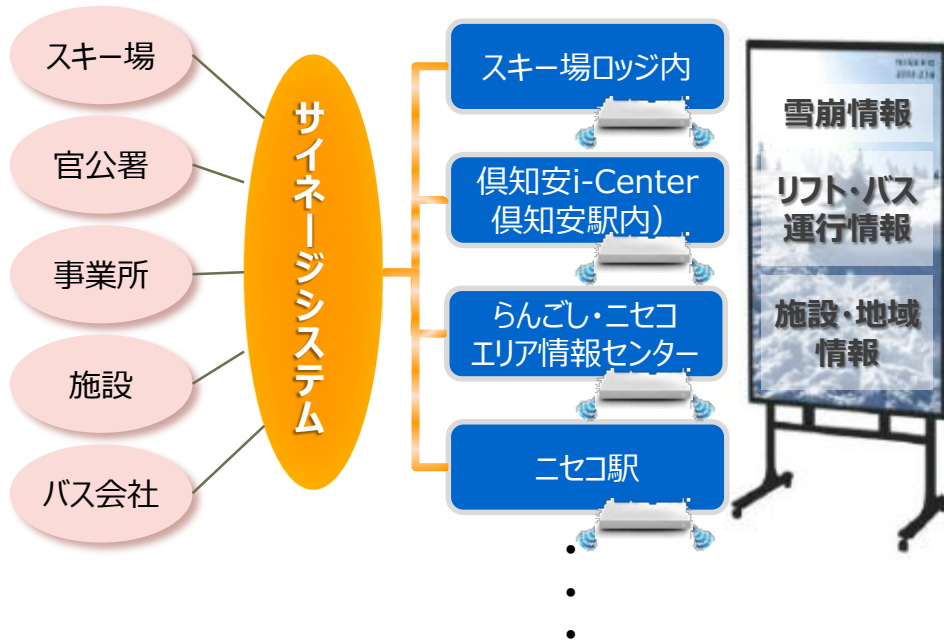 スキー場
官公署
事業所
施設
バス会社
サイネージシステム
スキー場ロッジ内
倶知安i-Center
倶知安駅内）
らんごし・ニセコ
エリア情報センター
ニセコ駅
・
・
・
雪崩情報
リフト・バス
運行情報
施設・地域
情報